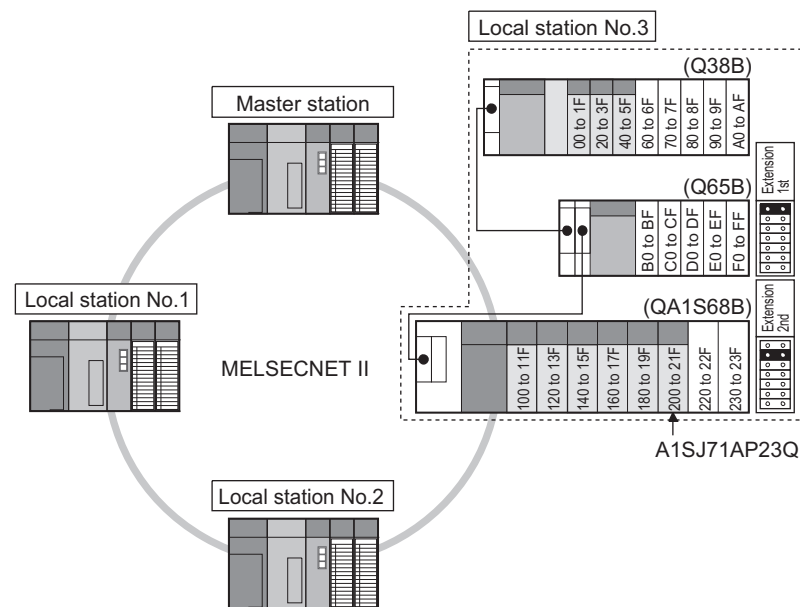 Local station No.3
(Q38B)
Master station
00 to 1F
20 to 3F
40 to 5F
60 to 6F
70 to 7F
80 to 8F
90 to 9F
A0 to AF
Extension
1st
(Q65B)
B0 to BF
C0 to CF
D0 to DF
E0 to EF
F0 to FF
Local station No.1
(QA1S68B)
Extension
2nd
MELSECNET II
100 to 11F
120 to 13F
140 to 15F
160 to 17F
180 to 19F
200 to 21F
220 to 22F
230 to 23F
A1SJ71AP23Q
Local station No.2